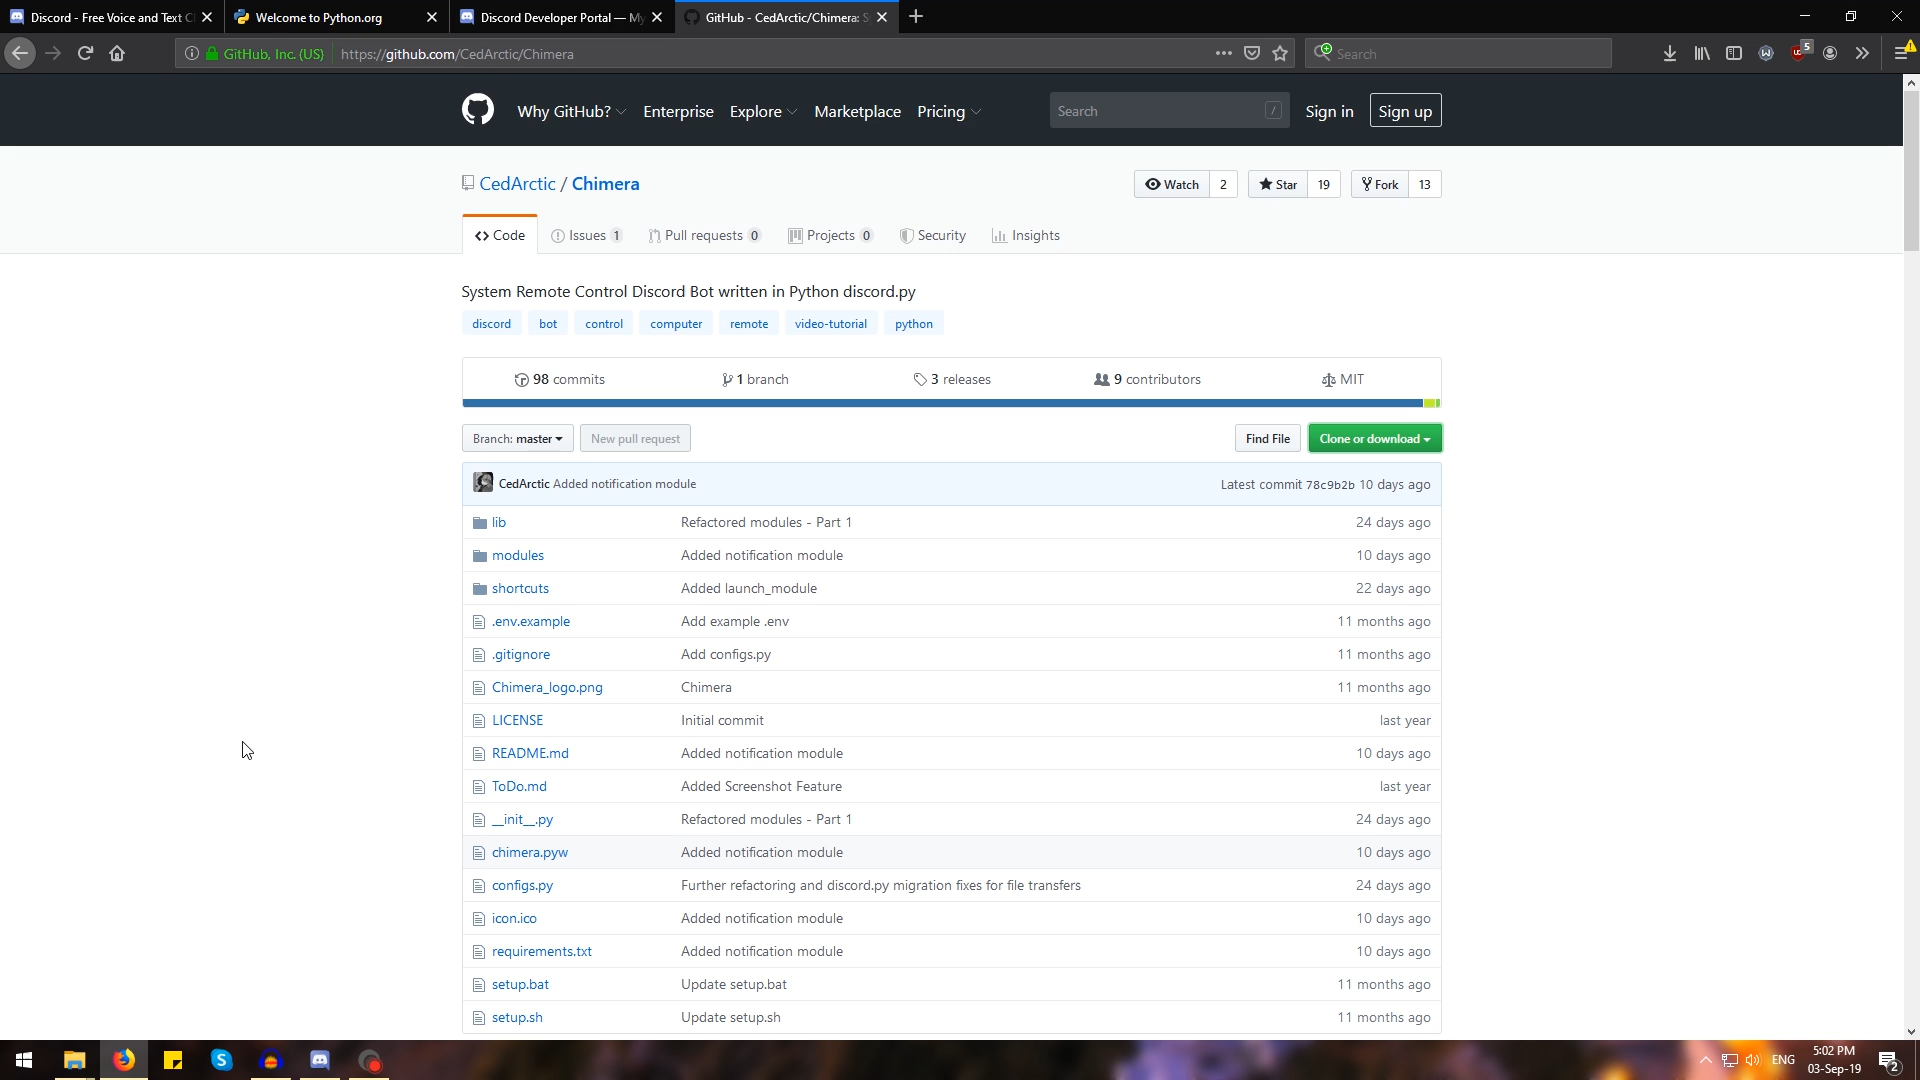 Discord - Free Voice and Text C
Welcome to Python.org
Discord Developer Portal — My
GitHub - CedArctic/Chimera: S
GitHub, Inc. (US)
https://github.com/CedArctic/Chimera
Search
5
Why GitHub?
Enterprise
Explore
Marketplace
Pricing
Search /
Sign in
Sign up
CedArctic / Chimera
Watch 2
Star 19
Fork 13
Code
Issues 1
Pull requests 0
Projects 0
Security
Insights
System Remote Control Discord Bot written in Python discord.py
discord bot control computer remote video-tutorial python
98 commits
1 branch
3 releases
9 contributors
MIT
Branch: master
New pull request
Find File
Clone or download
CedArctic Added notification module Latest commit 78c9b2b 10 days ago
lib Refactored modules - Part 1 24 days ago
modules Added notification module 10 days ago
shortcuts Added launch_module 22 days ago
.env.example Add example .env 11 months ago
.gitignore Add configs.py 11 months ago
Chimera_logo.png Chimera 11 months ago
LICENSE Initial commit last year
README.md Added notification module 10 days ago
ToDo.md Added Screenshot Feature last year
__init__.py Refactored modules - Part 1 24 days ago
chimera.pyw Added notification module 10 days ago
configs.py Further refactoring and discord.py migration fixes for file transfers 24 days ago
icon.ico Added notification module 10 days ago
requirements.txt Added notification module 10 days ago
setup.bat Update setup.bat 11 months ago
setup.sh Update setup.sh 11 months ago
ENG
5:02 PM
03-Sep-19
2